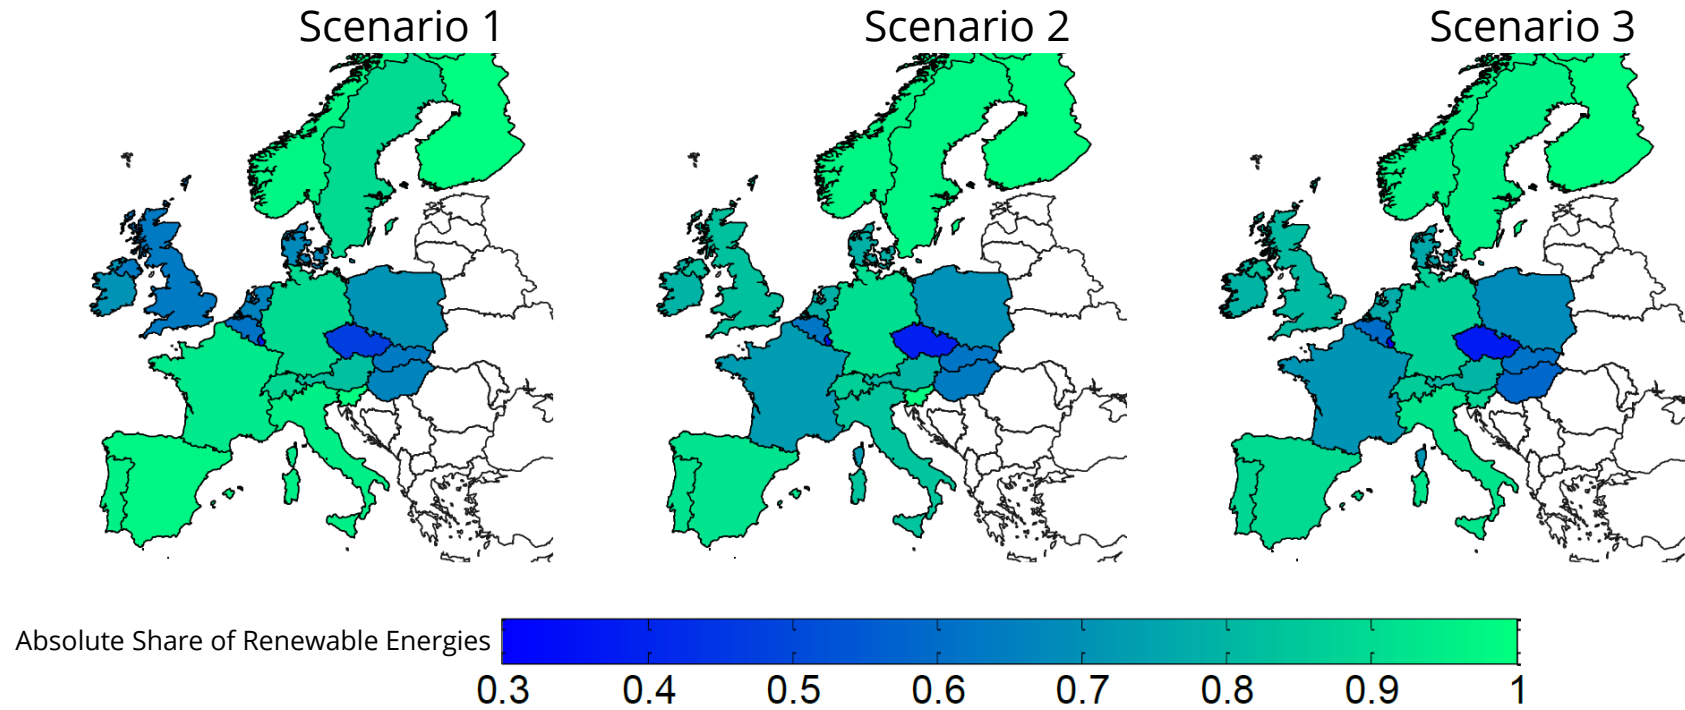 Scenario 1
Scenario 2
Scenario 3
Absolute Share of Renewable Energies
0.3 0.4 0.5 0.6 0.7 0.8 0.9 1